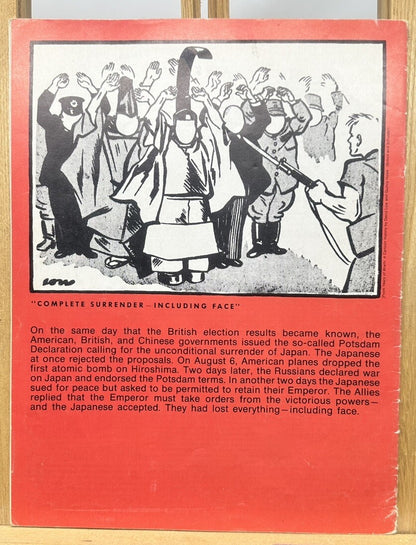 LOW
"COMPLETE SURRENDER — INCLUDING FACE"
On the same day that the British election results became known, the
American, British, and Chinese governments issued the so-called Potsdam
Declaration calling for the unconditional surrender of Japan. The Japanese
at once rejected the proposals. On August 6, American planes dropped the
first atomic bomb on Hiroshima. Two days later, the Russians declared war
on Japan and endorsed the Potsdam terms. In another two days the Japanese
sued for peace but asked to be permitted to retain their Emperor. The Allies
replied that the Emperor must take orders from the victorious powers—
and the Japanese accepted. They had lost everything—including face.